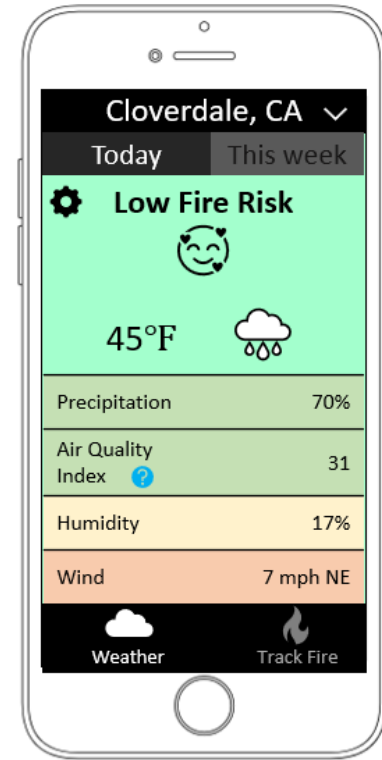 Cloverdale, CA
Today This week
Low Fire Risk
45°F
Precipitation 70%
Air Quality
Index ? 31
Humidity 17%
Wind 7 mph NE
Weather Track Fire